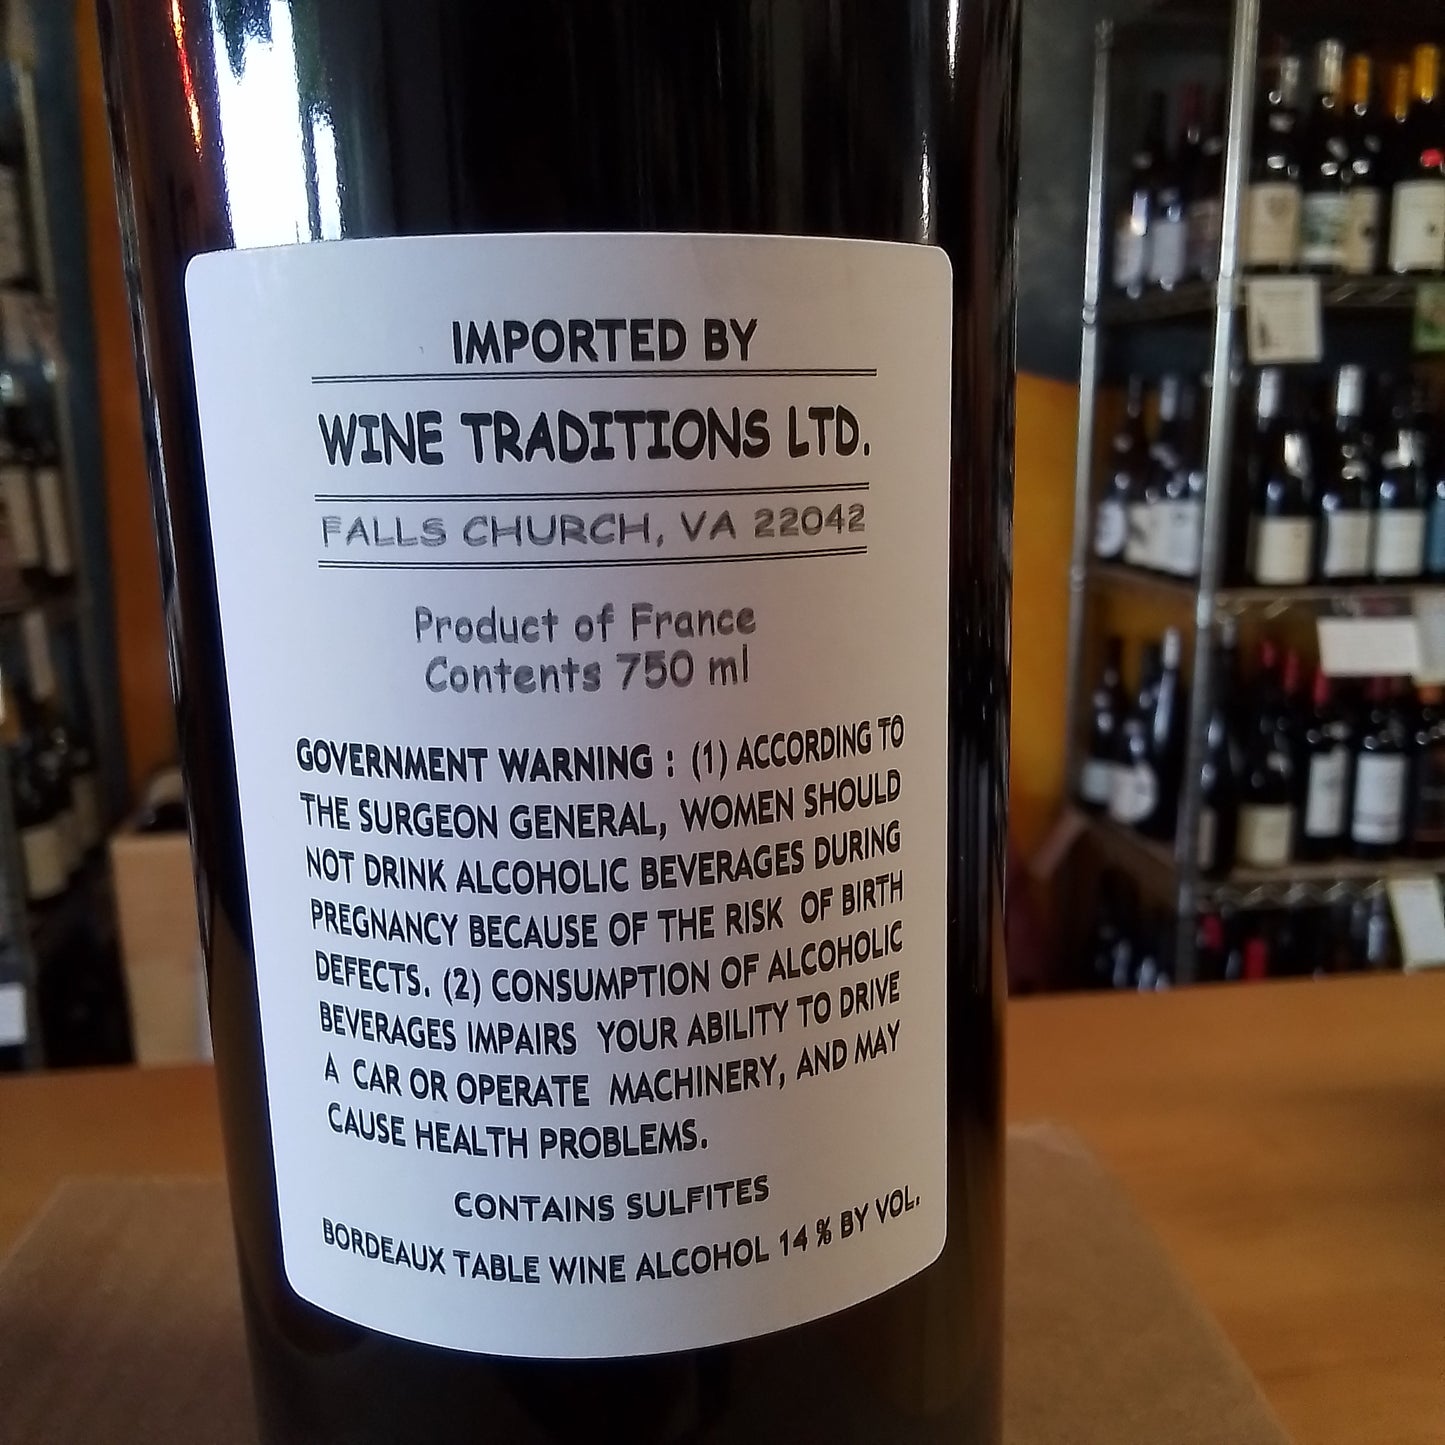 IMPORTED BY
WINE TRADITIONS LTD.
FALLS CHURCH, VA 22042
Product of France
Contents 750 ml
GOVERNMENT WARNING : (1) ACCORDING TO
THE SURGEON GENERAL, WOMEN SHOULD
NOT DRINK ALCOHOLIC BEVERAGES DURING
PREGNANCY BECAUSE OF THE RISK OF BIRTH
DEFECTS. (2) CONSUMPTION OF ALCOHOLIC
BEVERAGES IMPAIRS YOUR ABILITY TO DRIVE
A CAR OR OPERATE MACHINERY, AND MAY
CAUSE HEALTH PROBLEMS.
CONTAINS SULFITES
BORDEAUX TABLE WINE ALCOHOL 14 % BY VOL.